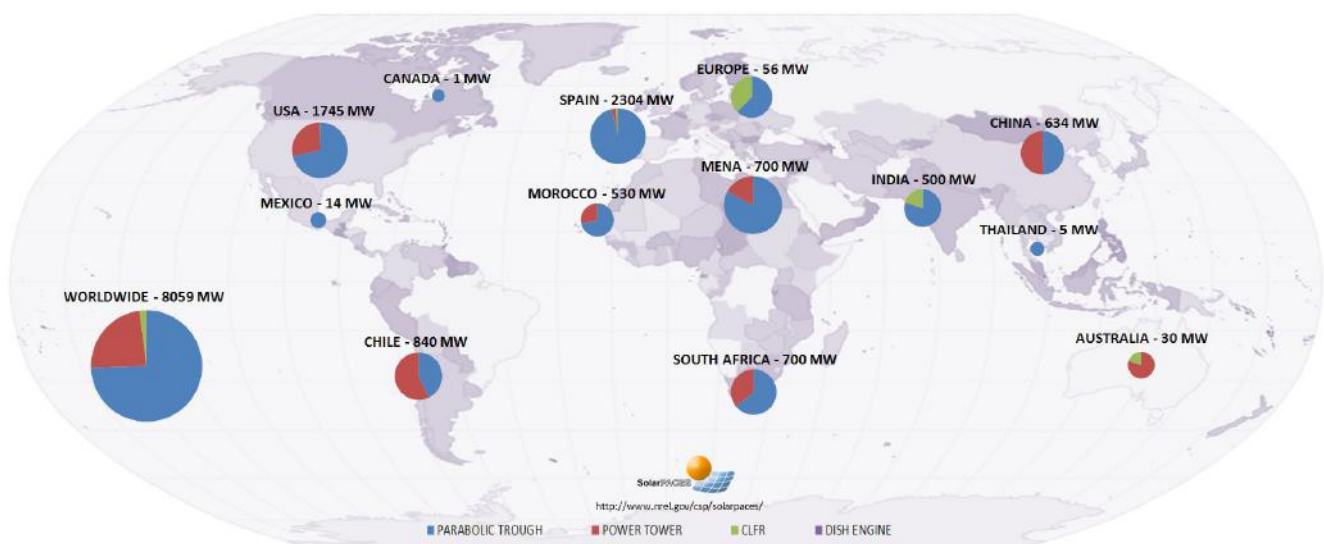 CANADA - 1 MW
EUROPE - 56 MW
USA - 1745 MW
SPAIN - 2304 MW
CHINA - 634 MW
MENA - 700 MW
INDIA - 500 MW
MOROCCO - 530 MW
MEXICO - 14 MW
THAILAND - 5 MW
WORLDWIDE - 8059 MW
CHILE - 840 MW
AUSTRALIA - 30 MW
SOUTH AFRICA - 700 MW
SolarPACES
http://www.nrel.gov/csp/solarpaces/
PARABOLIC TROUGH POWER TOWER CLFR DISH ENGINE